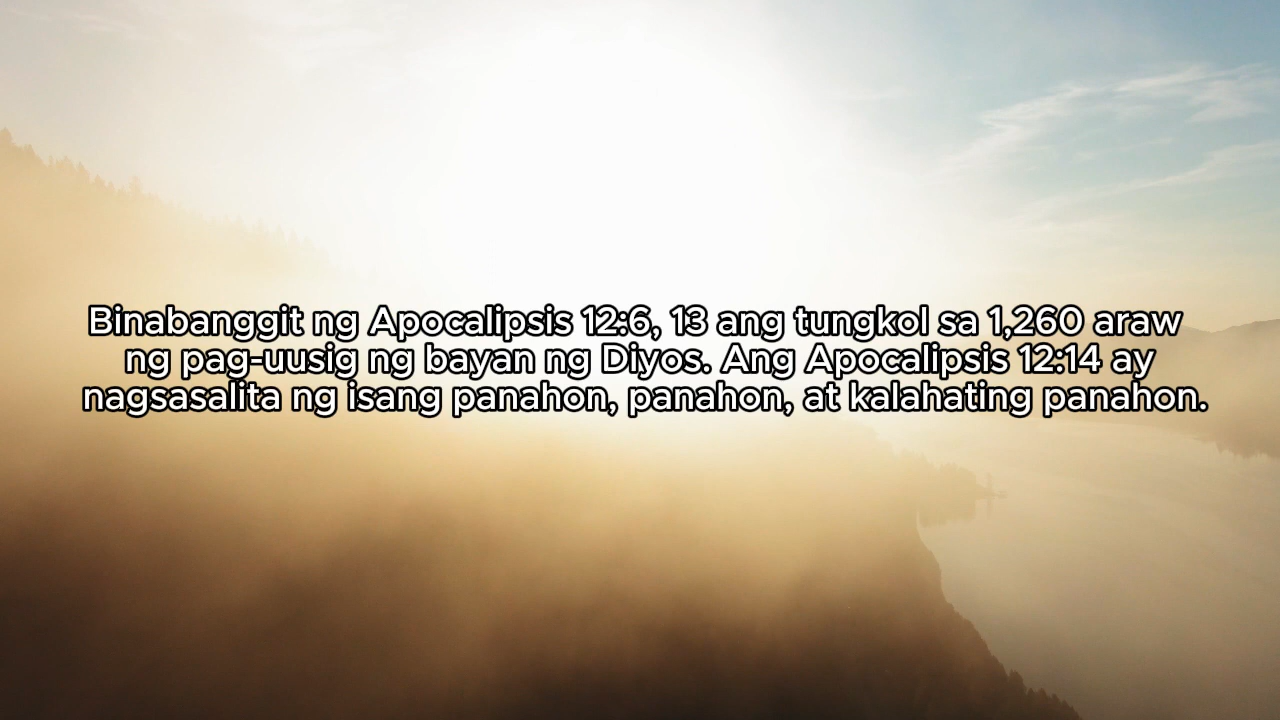 Binabanggit ng Apocalipsis 12:6, 13 ang tungkol sa 1,260 araw
ng pag-uusig ng bayan ng Diyos. Ang Apocalipsis 12:14 ay
nagsasalita ng isang panahon, panahon, at kalahating panahon.